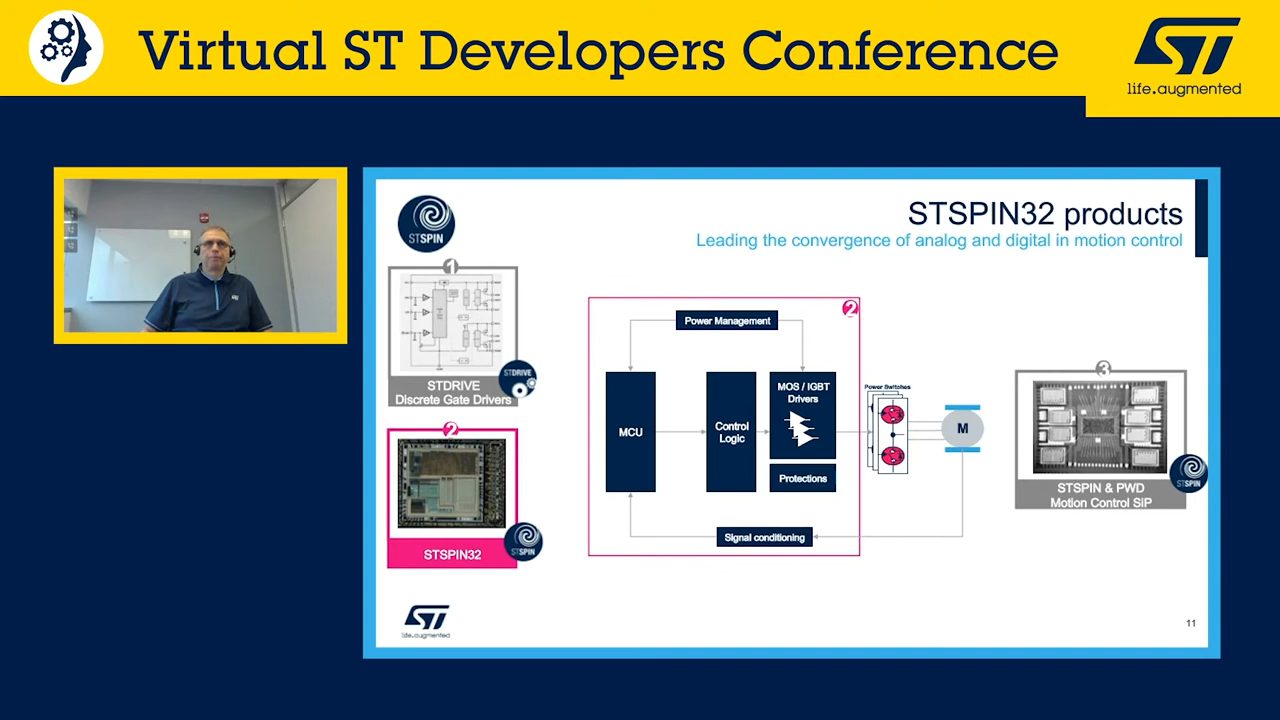 Virtual ST Developers Conference
ST
life.augmented
STSPIN
STSPIN32 products
Leading the convergence of analog and digital in motion control
1
STDRIVE
Discrete Gate Drivers
STDRIVE
2
STSPIN32
STSPIN
2
Power Management
MCU
Control
Logic
MOS / IGBT
Drivers
Protections
Signal conditioning
Power Switches
M
3
STSPIN & PWD
Motion Control SiP
STSPIN
ST
life.augmented
11